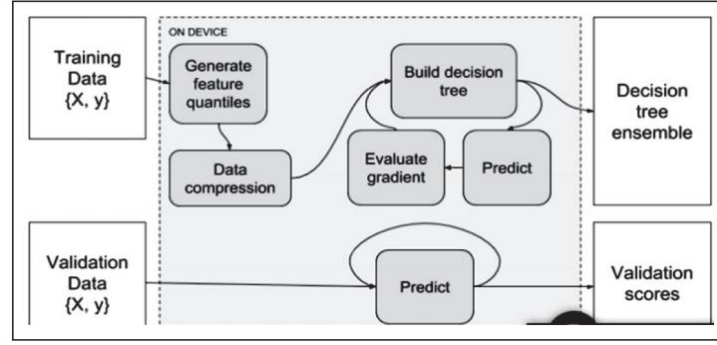 ON DEVICE
Training
Data
{X, y}
Generate
feature
quantiles
Data
compression
Build decision
tree
Evaluate
gradient
Predict
Decision
tree
ensemble
Validation
Data
{X, y}
Predict
Validation
scores